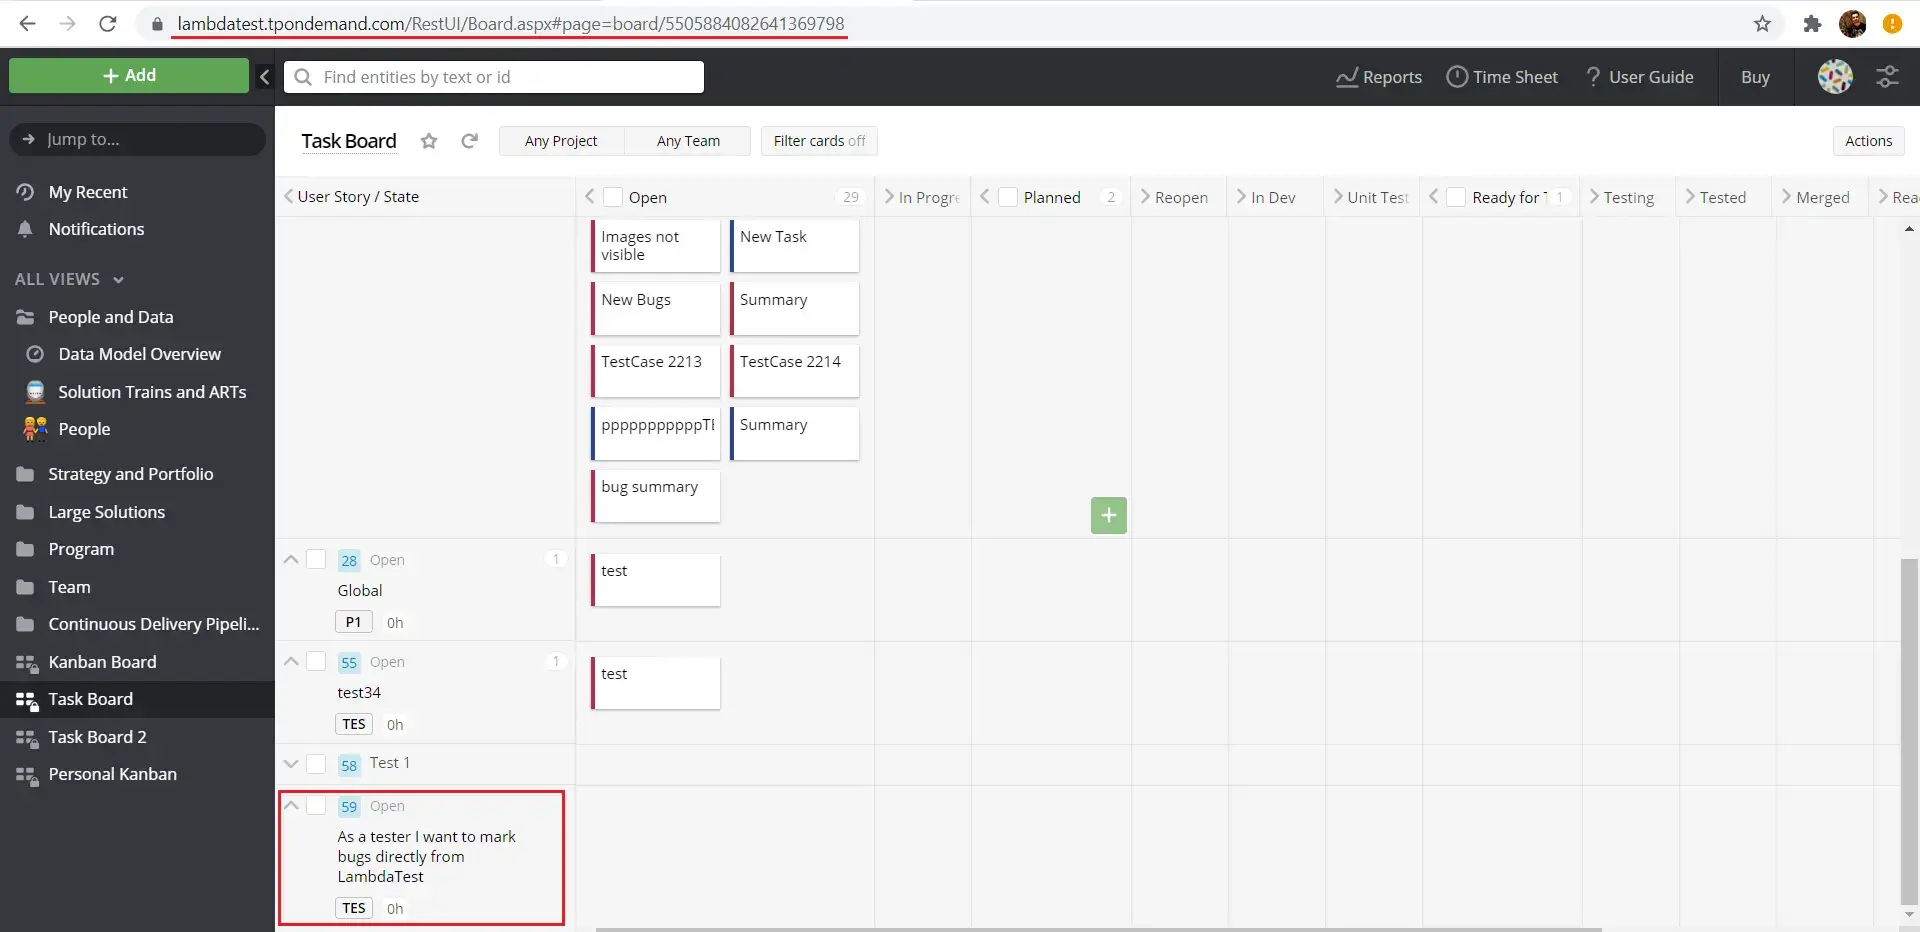 lambdatest.tpondemand.com/RestUI/Board.aspx#page=board/5505884082641369798
+ Add
Find entities by text or id
Reports
Time Sheet
User Guide
Buy
Jump to...
My Recent
Notifications
ALL VIEWS
People and Data
Data Model Overview
Solution Trains and ARTs
People
Strategy and Portfolio
Large Solutions
Program
Team
Continuous Delivery Pipeli...
Kanban Board
Task Board
Task Board 2
Personal Kanban
Task Board
Any Project
Any Team
Filter cards off
Actions
User Story / State
Open 29
In Progre
Planned 2
Reopen
In Dev
Unit Test
Ready for T 1
Testing
Tested
Merged
Rea
Images not
visible
New Task
New Bugs
Summary
TestCase 2213
TestCase 2214
pppppppppppTE
Summary
bug summary
+
28 Open 1
Global
P1 0h
test
55 Open 1
test34
TES 0h
test
58 Test 1
59 Open
As a tester I want to mark
bugs directly from
LambdaTest
TES 0h